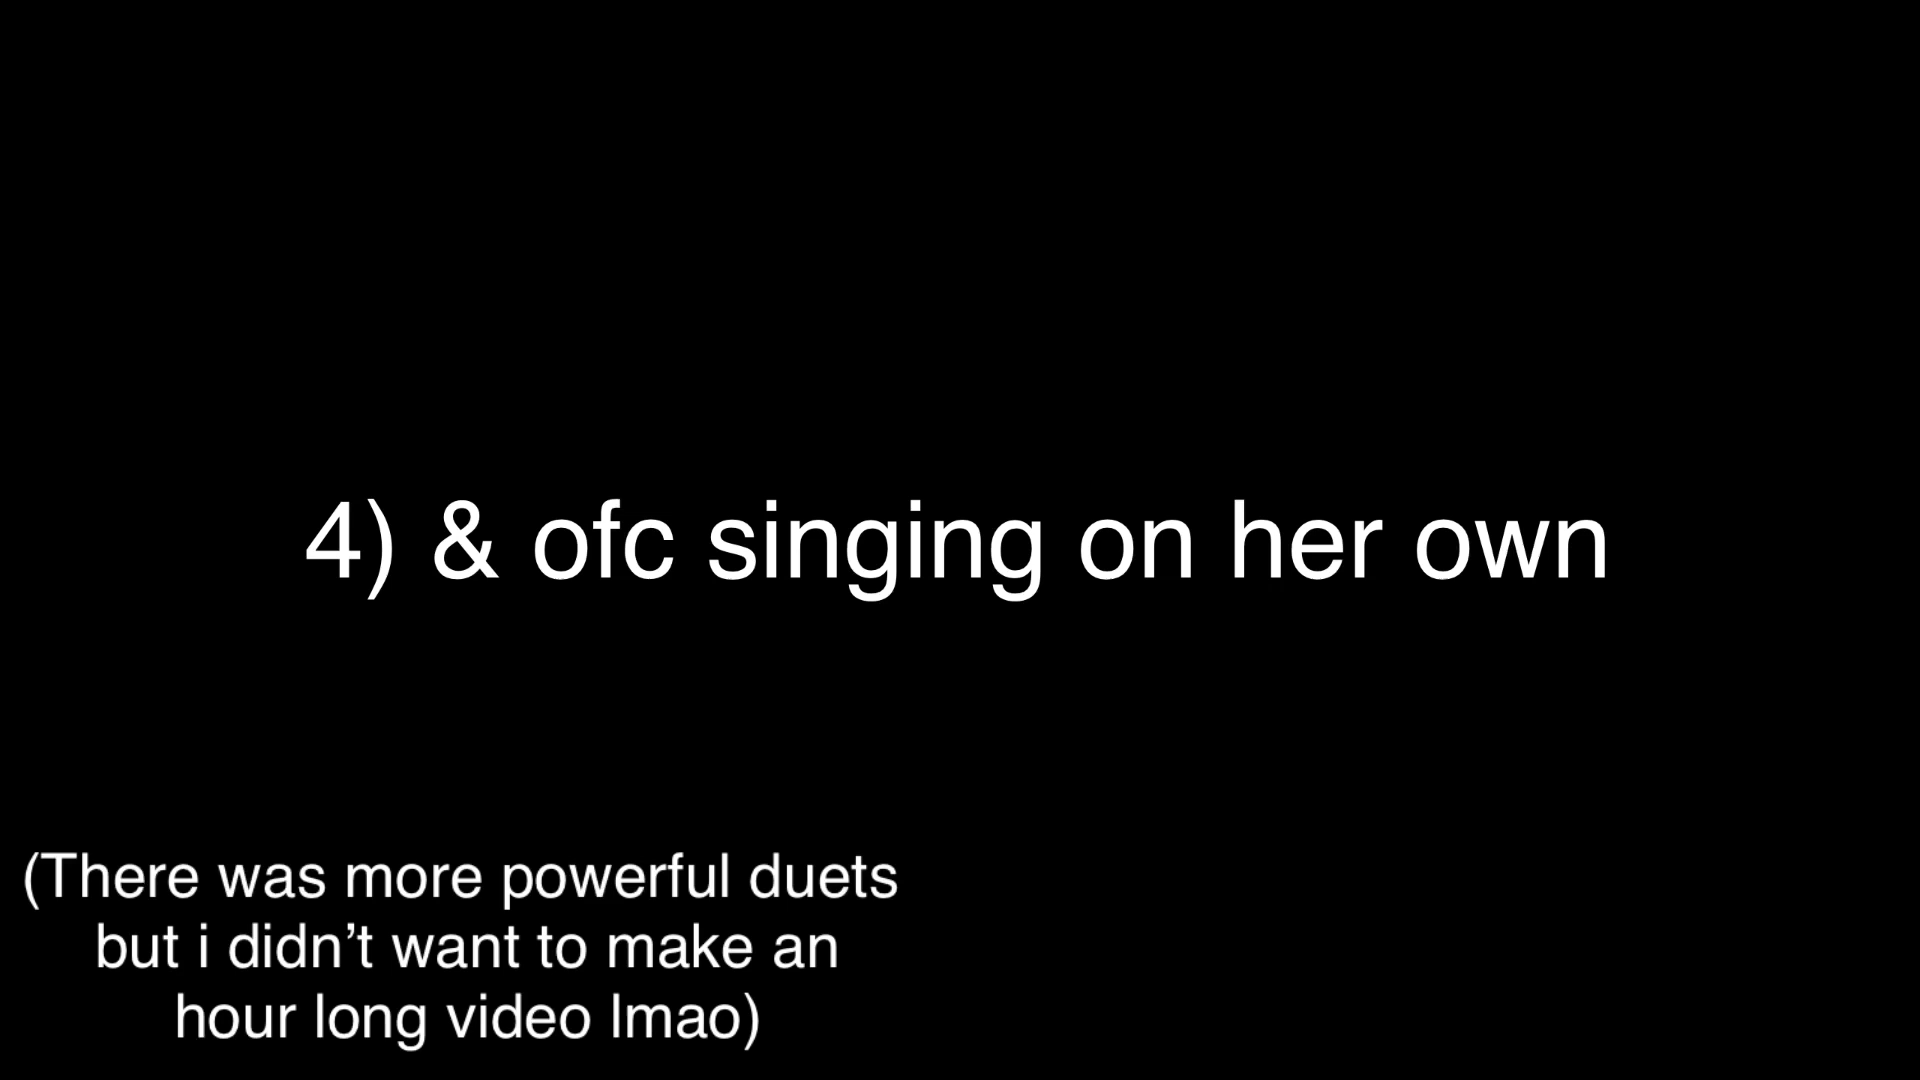 4) & ofc singing on her own
(There was more powerful duets
but i didn’t want to make an
hour long video lmao)